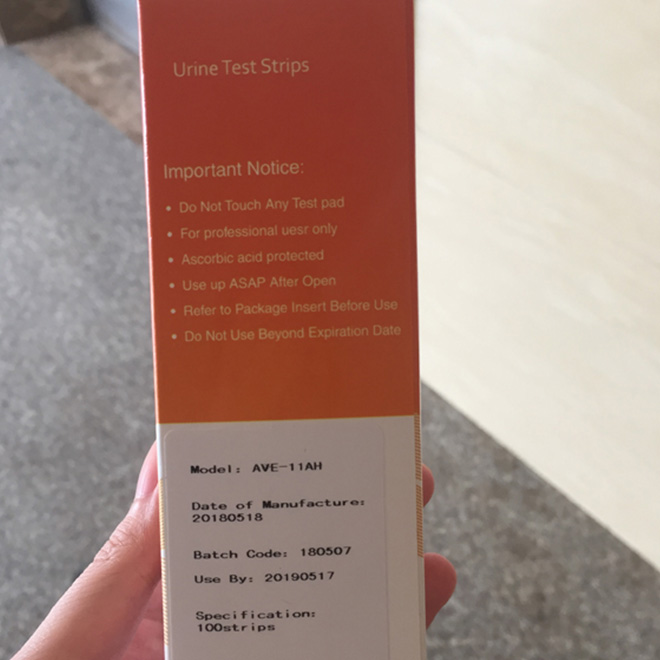 Urine Test Strips
Important Notice:
• Do Not Touch Any Test pad
• For professional uesr only
• Ascorbic acid protected
• Use up ASAP After Open
• Refer to Package Insert Before Use
• Do Not Use Beyond Expiration Date
Model: AVE-11AH
Date of Manufacture:
20180518
Batch Code: 180507
Use By: 20190517
Specification:
100strips